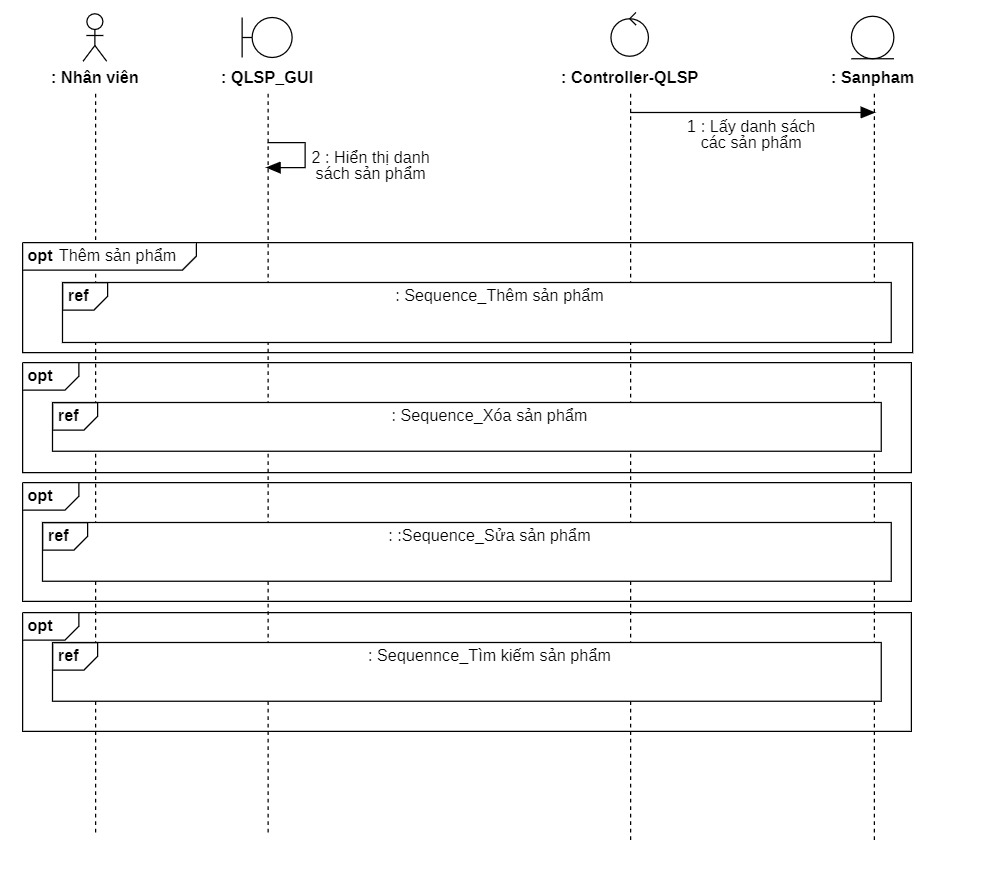 : Nhân viên
: QLSP_GUI
: Controller-QLSP
: Sanpham
1 : Lấy danh sách
các sản phẩm
2 : Hiển thị danh
sách sản phẩm
opt Thêm sản phẩm
ref
: Sequence_Thêm sản phẩm
opt
ref
: Sequence_Xóa sản phẩm
opt
ref
: :Sequence_Sửa sản phẩm
opt
ref
: Sequennce_Tìm kiếm sản phẩm